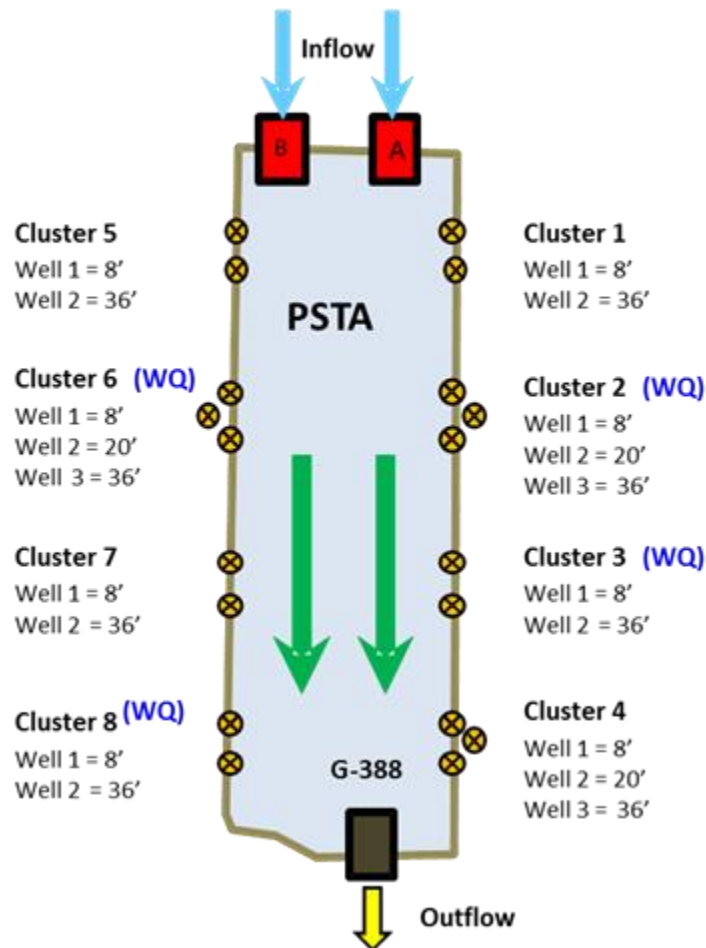 Inflow
B
A
Cluster 5
Well 1 = 8’
Well 2 = 36’
Cluster 1
Well 1 = 8’
Well 2 = 36’
PSTA
Cluster 6 (WQ)
Well 1 = 8’
Well 2 = 20’
Well 3 = 36’
Cluster 2 (WQ)
Well 1 = 8’
Well 2 = 20’
Well 3 = 36’
Cluster 7
Well 1 = 8’
Well 2 = 36’
Cluster 3 (WQ)
Well 1 = 8’
Well 2 = 36’
Cluster 8 (WQ)
Well 1 = 8’
Well 2 = 36’
Cluster 4
Well 1 = 8’
Well 2 = 20’
Well 3 = 36’
G-388
Outflow